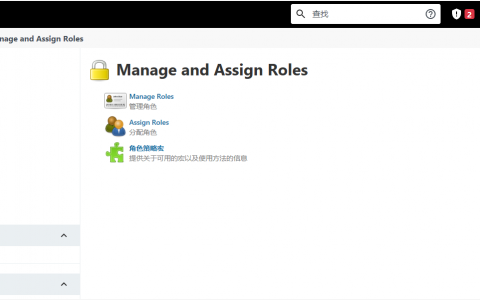 查找
2
nage and Assign Roles
Manage and Assign Roles
Manage Roles
管理角色
Assign Roles
分配角色
角色策略宏
提供关于可用的宏以及使用方法的信息